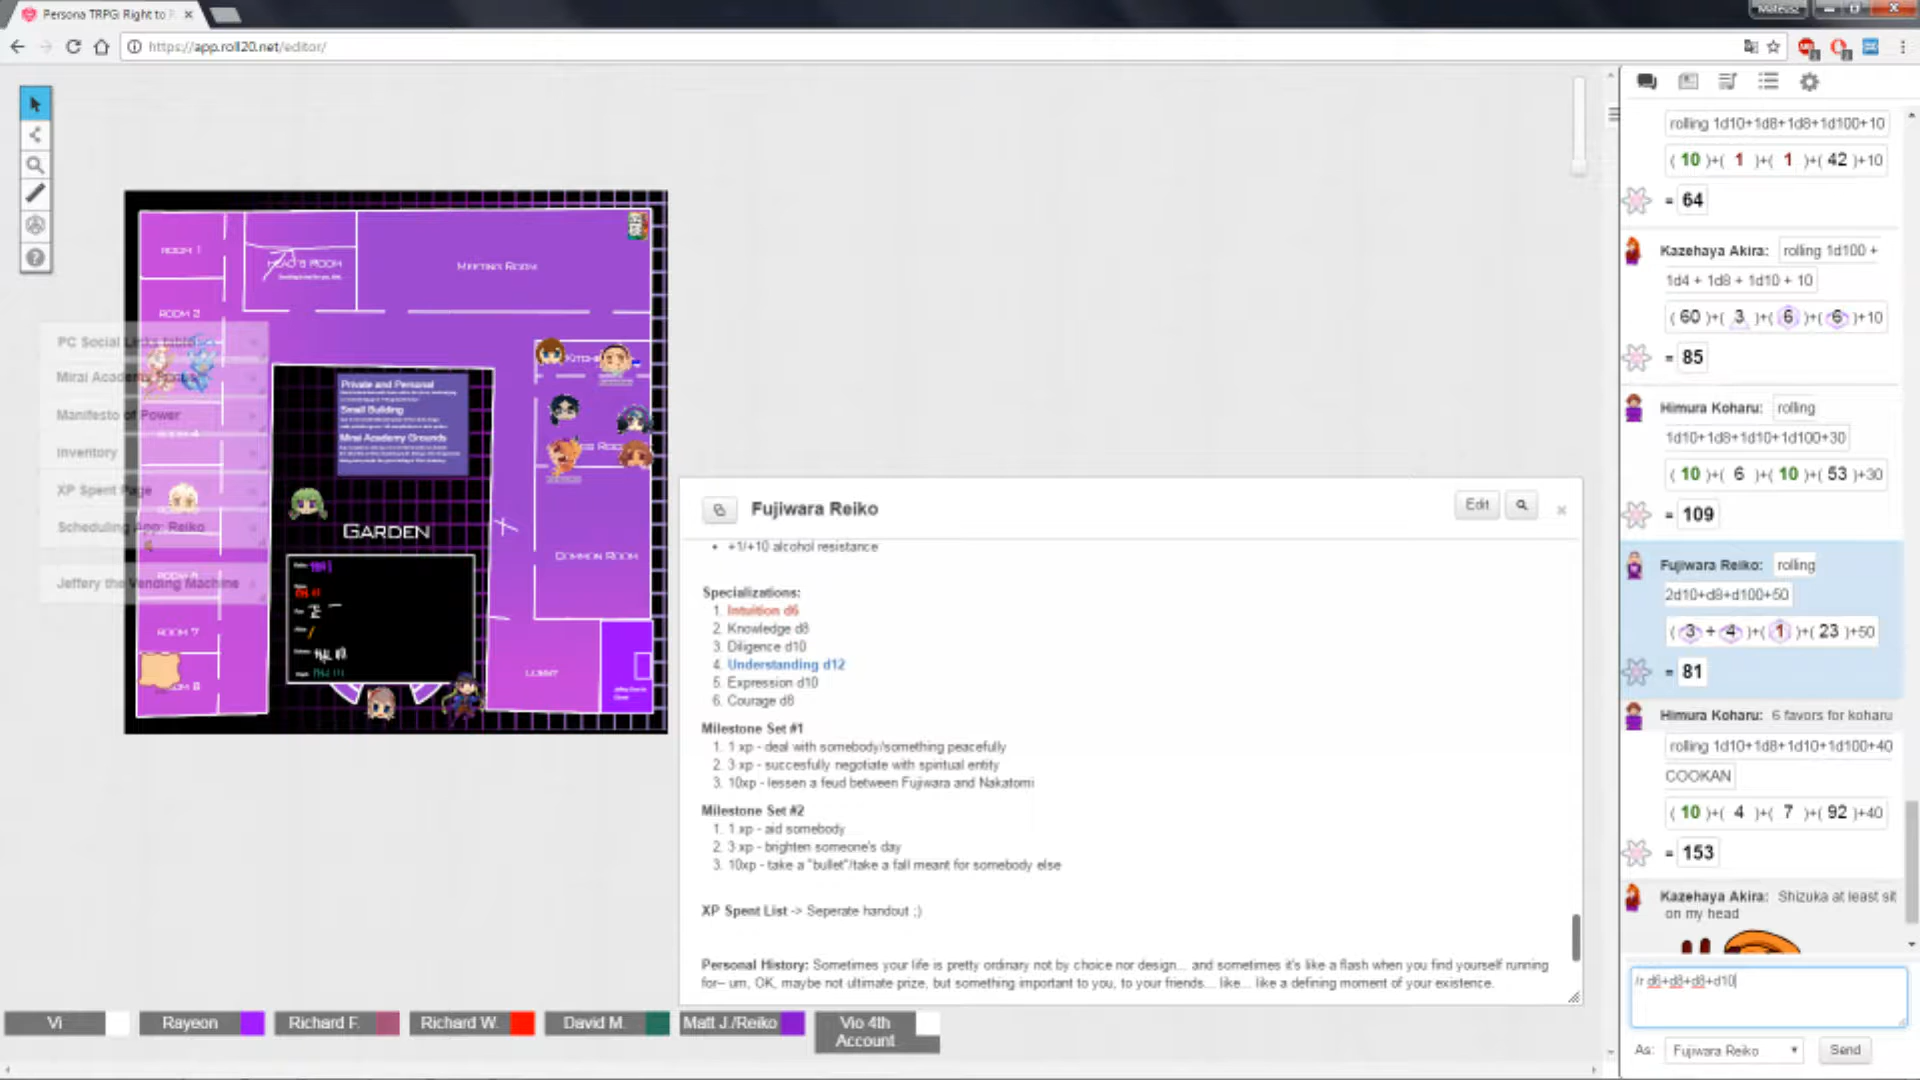 Persona TRPG: Right to
Mateusz
https://app.roll20.net/editor/
ROOM 1
HEAD'S ROOM
MEETING ROOM
ROOM 2
PC Social Links table
Mirai Academy
Manifesto of Power
Inventory
XP Spent Page
Scheduling App: Reiko
Jeffery the Vending Machine
ROOM 7
Private and Personal
Small Building
Mirai Academy Grounds
GARDEN
COMMON ROOM
Fujiwara Reiko
Edit
+1/+10 alcohol resistance
Specializations:
1. Intuition d6
2. Knowledge d8
3. Diligence d10
4. Understanding d12
5. Expression d10
6. Courage d8
Milestone Set #1
1. 1 xp - deal with somebody/something peacefully
2. 3 xp - succesfully negotiate with spiritual entity
3. 10xp - lessen a feud between Fujiwara and Nakatomi
Milestone Set #2
1. 1 xp - aid somebody
2. 3 xp - brighten someone's day
3. 10xp - take a "bullet"/take a fall meant for somebody else
XP Spent List -> Seperate handout ;)
Personal History: Sometimes your life is pretty ordinary not by choice nor design... and sometimes it's like a flash when you find yourself running
for-- um, OK, maybe not ultimate prize, but something important to you, to your friends... like... like a defining moment of your existence.
rolling 1d10+1d8+1d8+1d100+10
( 10 )+( 1 )+( 1 )+( 42 )+10
= 64
Kazehaya Akira: rolling 1d100 +
1d4 + 1d8 + 1d10 + 10
( 60 )+( 3 )+( 6 )+( 6 )+10
= 85
Himura Koharu: rolling
1d10+1d8+1d10+1d100+30
( 10 )+( 6 )+( 10 )+( 53 )+30
= 109
Fujiwara Reiko: rolling
2d10+d8+d100+50
( 3 + 4 )+( 1 )+( 23 )+50
= 81
Himura Koharu: 6 favors for koharu
rolling 1d10+1d8+1d10+1d100+40
COOKAN
( 10 )+( 4 )+( 7 )+( 92 )+40
= 153
Kazehaya Akira: Shizuka at least sit
on my head
/r d6+d8+d8+d10
As: Fujiwara Reiko
Send
Vi
Rayeon
Richard F.
Richard W.
David M.
Matt J./Reiko
Vio 4th
Account